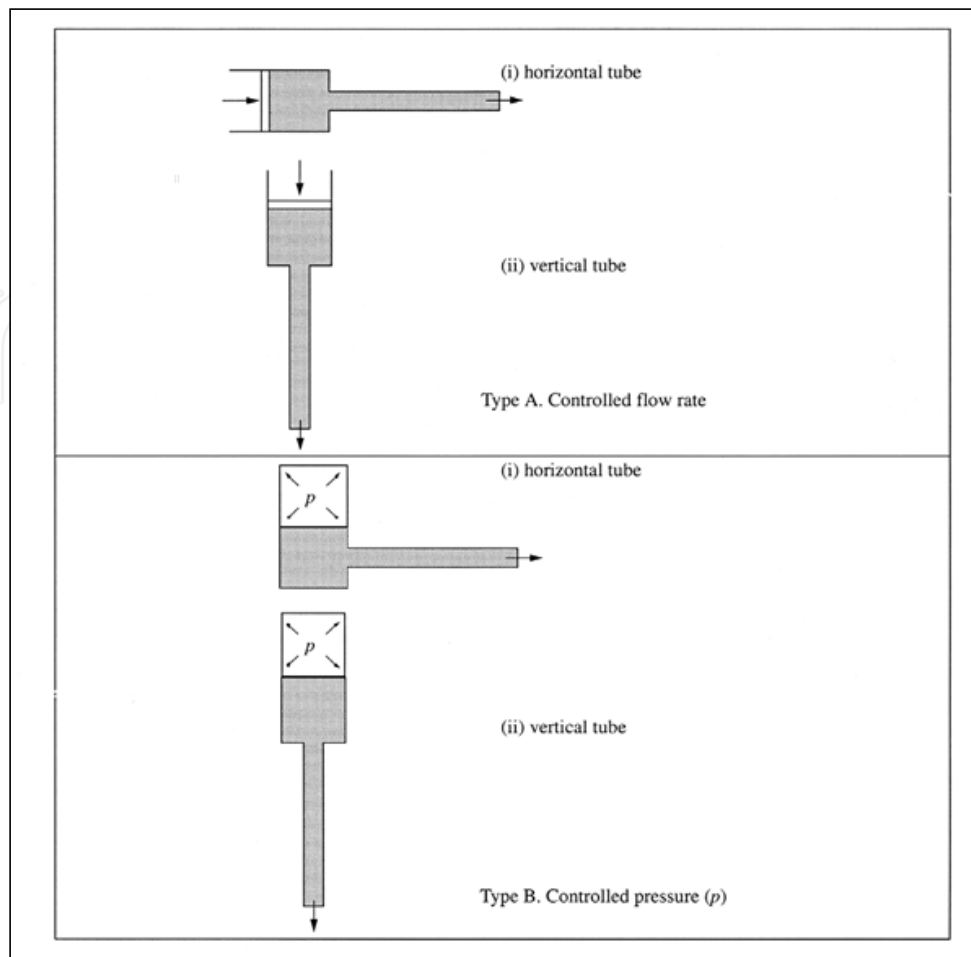 (i) horizontal tube
(ii) vertical tube
Type A. Controlled flow rate
(i) horizontal tube
p
p
(ii) vertical tube
Type B. Controlled pressure (p)